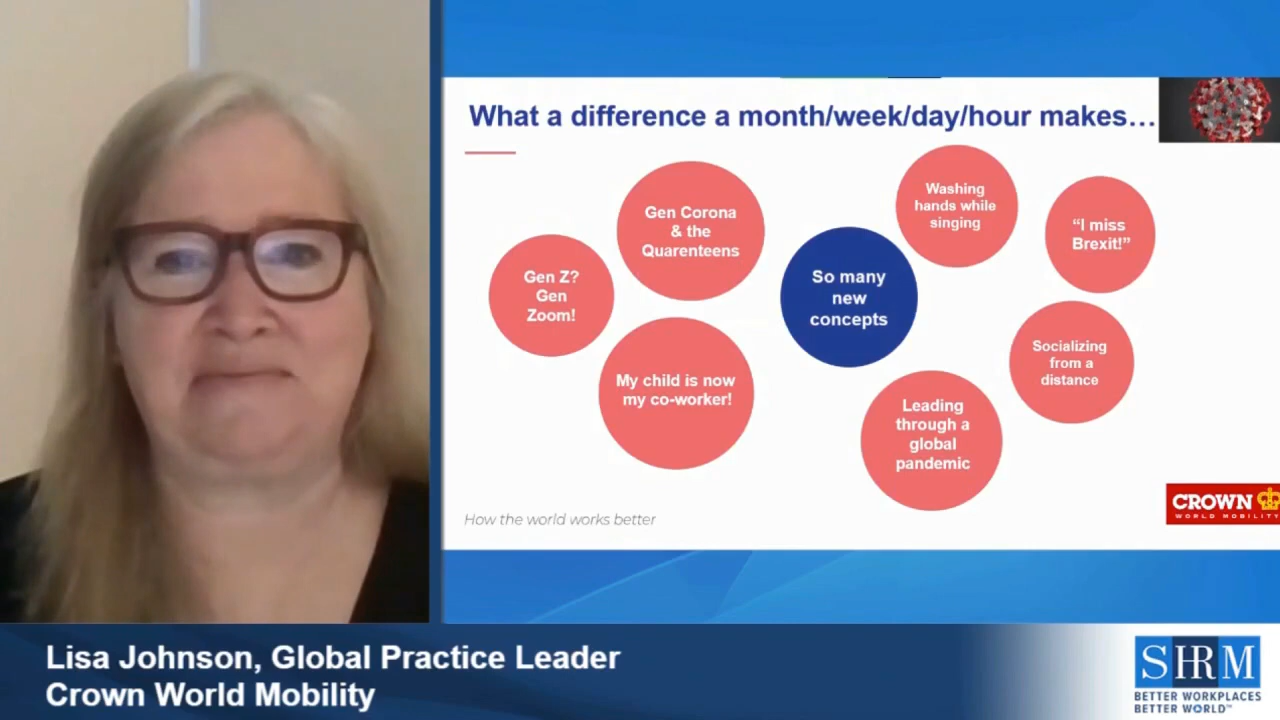 What a difference a month/week/day/hour makes…
Gen Z?
Gen
Zoom!
Gen Corona
& the
Quarenteens
My child is now
my co-worker!
So many
new
concepts
Washing
hands while
singing
“I miss
Brexit!”
Socializing
from a
distance
Leading
through a
global
pandemic
How the world works better
CROWN
WORLD MOBILITY
Lisa Johnson, Global Practice Leader
Crown World Mobility
SHRM
BETTER WORKPLACES
BETTER WORLD™